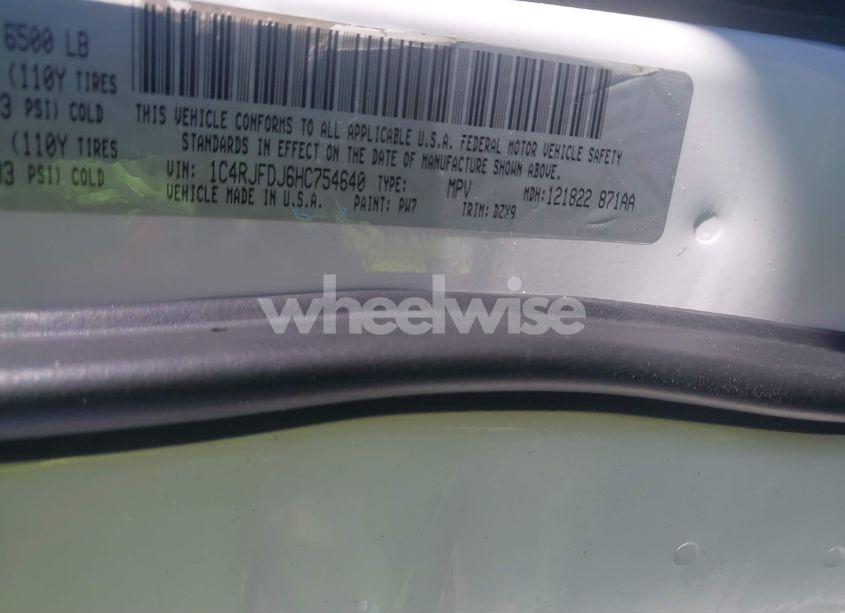 6500 LB
(110Y TIRES
3 PSI) COLD
(110Y TIRES
43 PSI) COLD
THIS VEHICLE CONFORMS TO ALL APPLICABLE U.S.A. FEDERAL MOTOR VEHICLE SAFETY
STANDARDS IN EFFECT ON THE DATE OF MANUFACTURE SHOWN ABOVE.
VIN: 1C4RJFDJ6HC754640 TYPE: MPV MDH:121822 871AA
VEHICLE MADE IN U.S.A. PAINT: PW7 TRIM: DZX9
wheelwise